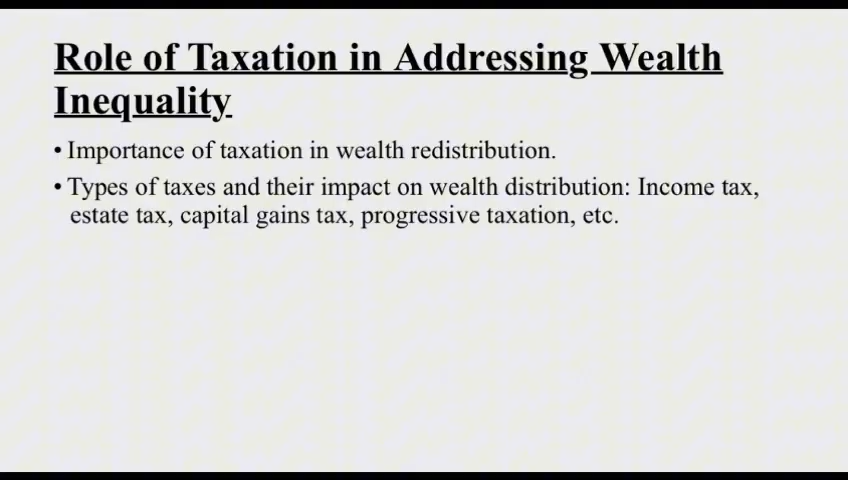 Role of Taxation in Addressing Wealth
Inequality
• Importance of taxation in wealth redistribution.
• Types of taxes and their impact on wealth distribution: Income tax,
estate tax, capital gains tax, progressive taxation, etc.